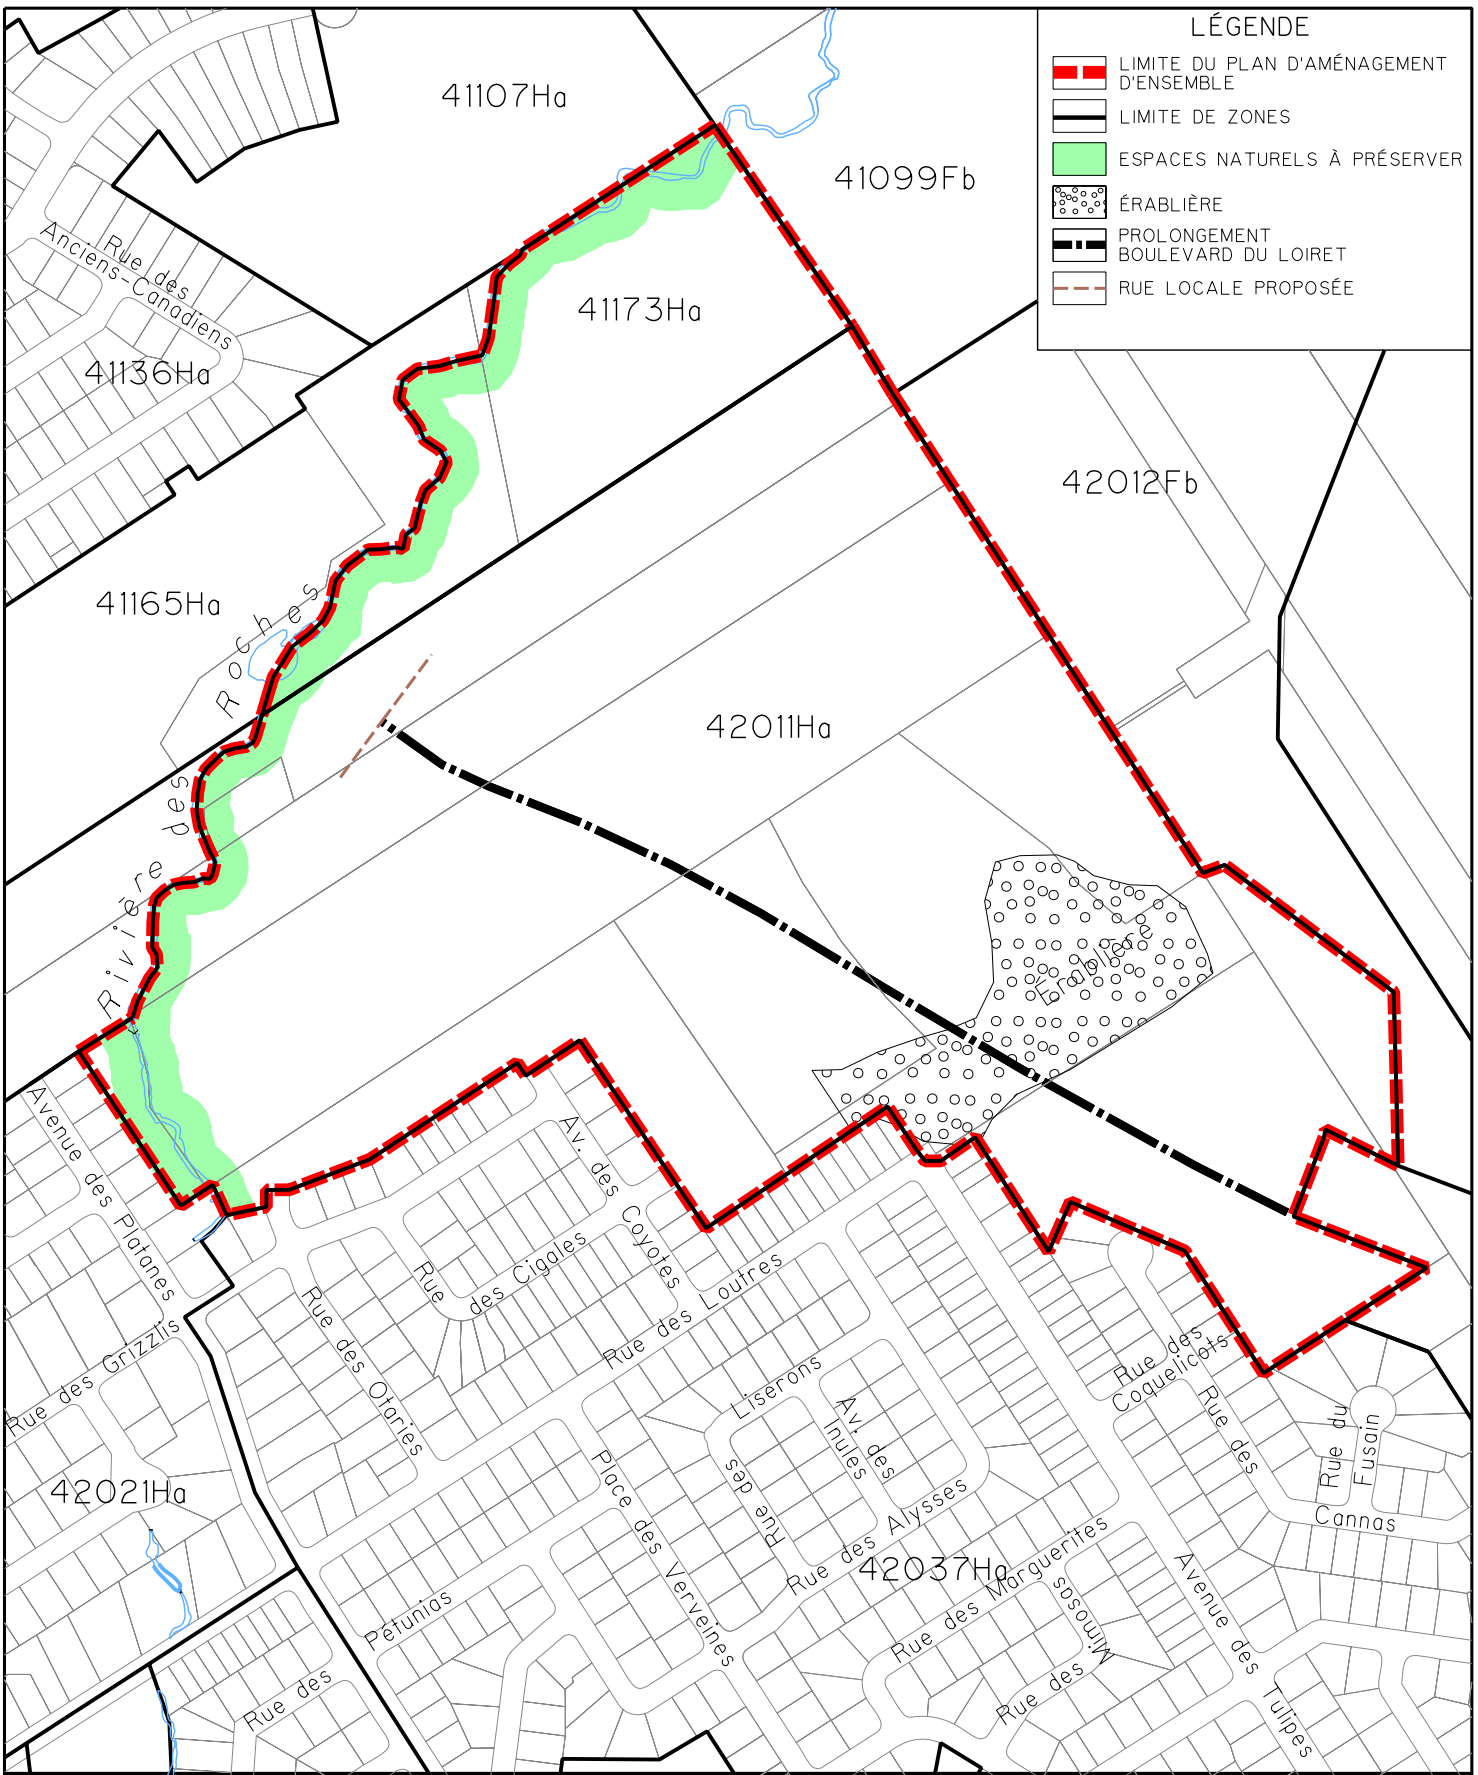 LÉGENDE
LIMITE DU PLAN D'AMÉNAGEMENT
D'ENSEMBLE
LIMITE DE ZONES
ESPACES NATURELS À PRÉSERVER
ÉRABLIÈRE
PROLONGEMENT
BOULEVARD DU LOIRET
RUE LOCALE PROPOSÉE
41107Ha
41099Fb
41173Ha
Rue des
Anciens-Canadiens
41136Ha
42012Fb
41165Ha
Rivière des Roches
42011Ha
Érablière
Avenue des Platanes
Av. des Coyotes
Rue des Cigales
Rue des Loutres
Rue des Otaries
Rue des Grizzlis
Rue des Liserons
Av. des
Inules
Rue des
Coquelicots
Rue des Cannas
Rue du
Fusain
42021Ha
Place des Verveines
Rue des Alysses
42037Ha
Rue des Marguerites
Rue des Mimosas
Avenue des Tulipes
Rue des Pétunias